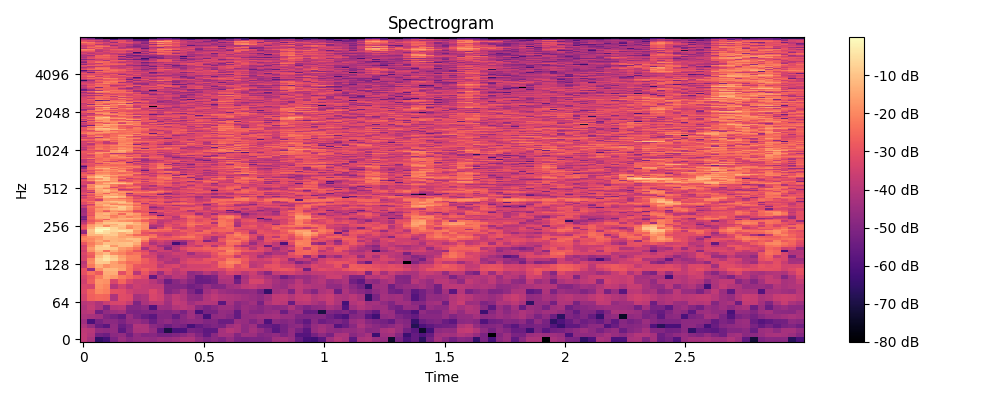 Spectrogram
Hz
4096
2048
1024
512
256
128
64
0
0
0.5
1
1.5
2
2.5
Time
-10 dB
-20 dB
-30 dB
-40 dB
-50 dB
-60 dB
-70 dB
-80 dB